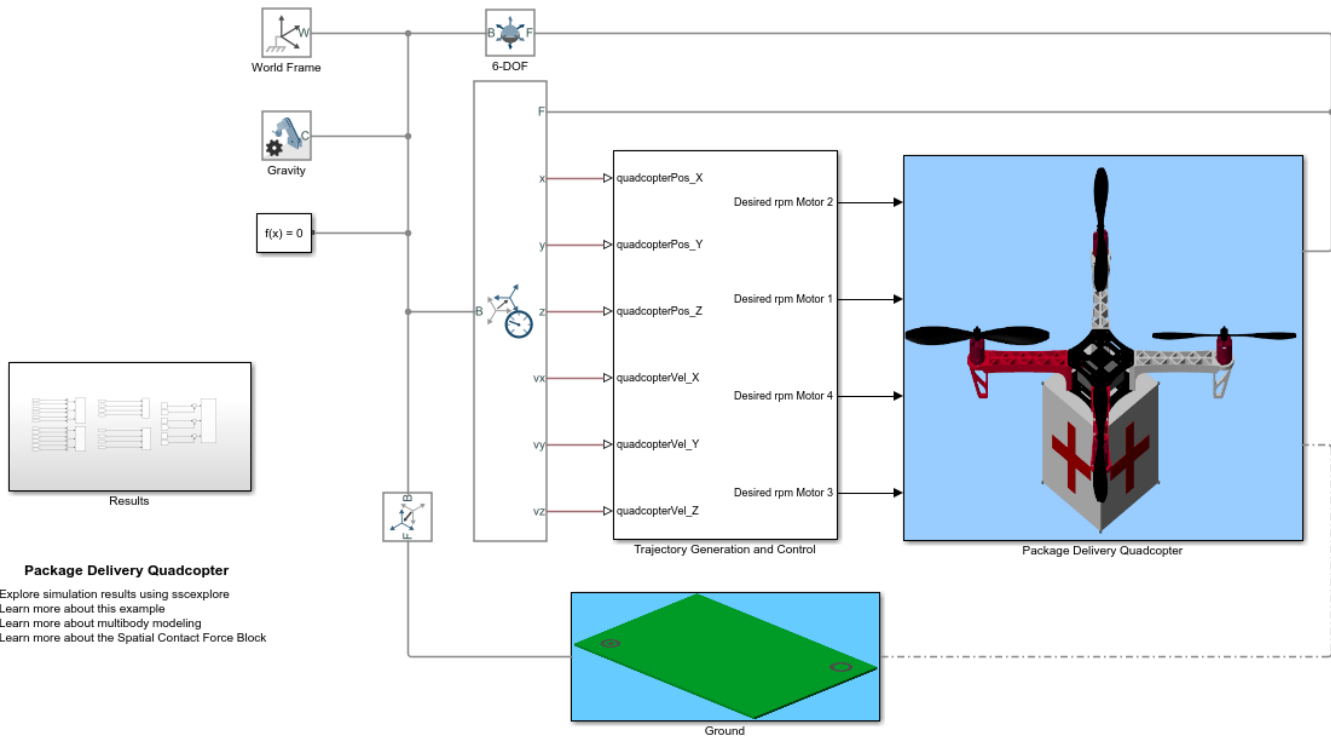 W
World Frame
B
F
6-DOF
C
Gravity
f(x) = 0
F
x
y
B
z
vx
vy
vz
quadcopterPos_X
quadcopterPos_Y
quadcopterPos_Z
quadcopterVel_X
quadcopterVel_Y
quadcopterVel_Z
Desired rpm Motor 2
Desired rpm Motor 1
Desired rpm Motor 4
Desired rpm Motor 3
Trajectory Generation and Control
Package Delivery Quadcopter
Results
B
F
Package Delivery Quadcopter
Explore simulation results using sscexplore
Learn more about this example
Learn more about multibody modeling
Learn more about the Spatial Contact Force Block
Ground